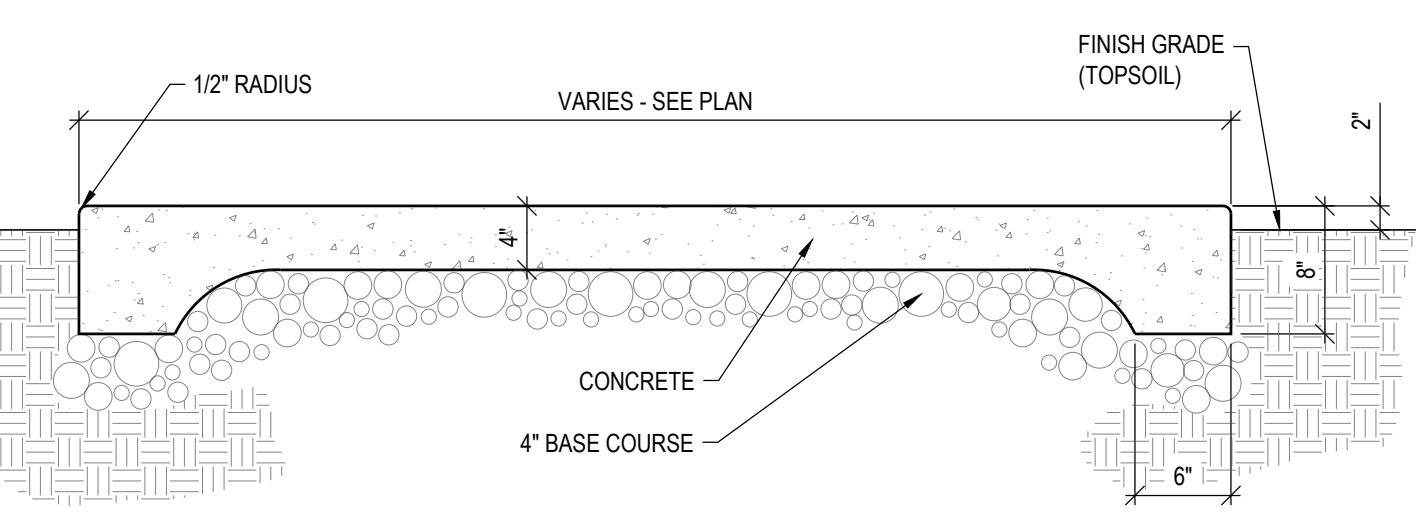 FINISH GRADE
(TOPSOIL)
1/2" RADIUS
VARIES - SEE PLAN
2"
4"
8"
CONCRETE
4" BASE COURSE
6"